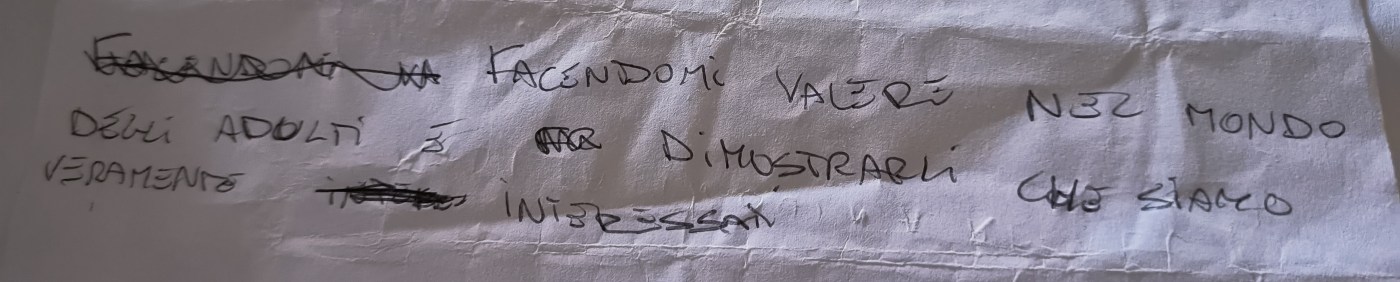 FACENDOMI VALERE NEL MONDO
DEGLI ADULTI E DIMOSTRARLI CHE SIAMO
VERAMENTE INTERESSATI